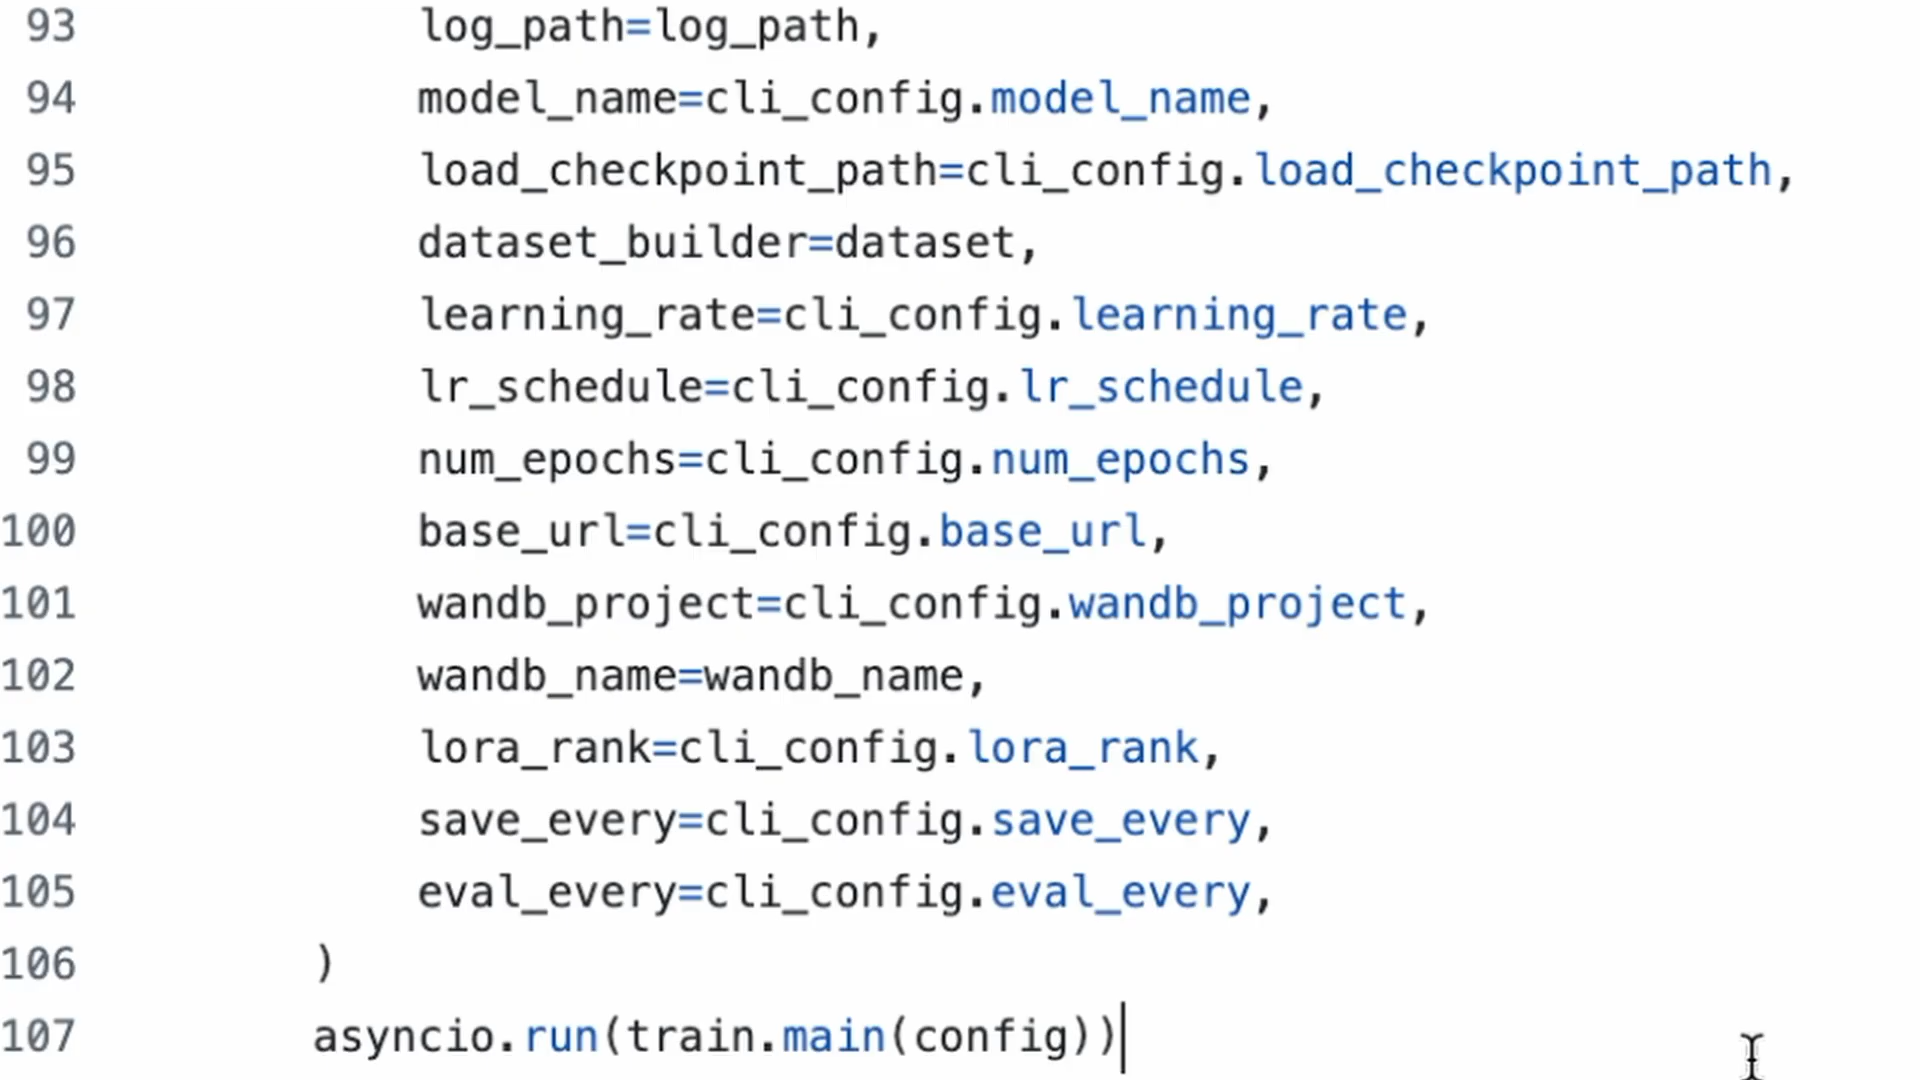 93 log_path=log_path,
94 model_name=cli_config.model_name,
95 load_checkpoint_path=cli_config.load_checkpoint_path,
96 dataset_builder=dataset,
97 learning_rate=cli_config.learning_rate,
98 lr_schedule=cli_config.lr_schedule,
99 num_epochs=cli_config.num_epochs,
100 base_url=cli_config.base_url,
101 wandb_project=cli_config.wandb_project,
102 wandb_name=wandb_name,
103 lora_rank=cli_config.lora_rank,
104 save_every=cli_config.save_every,
105 eval_every=cli_config.eval_every,
106 )
107 asyncio.run(train.main(config))